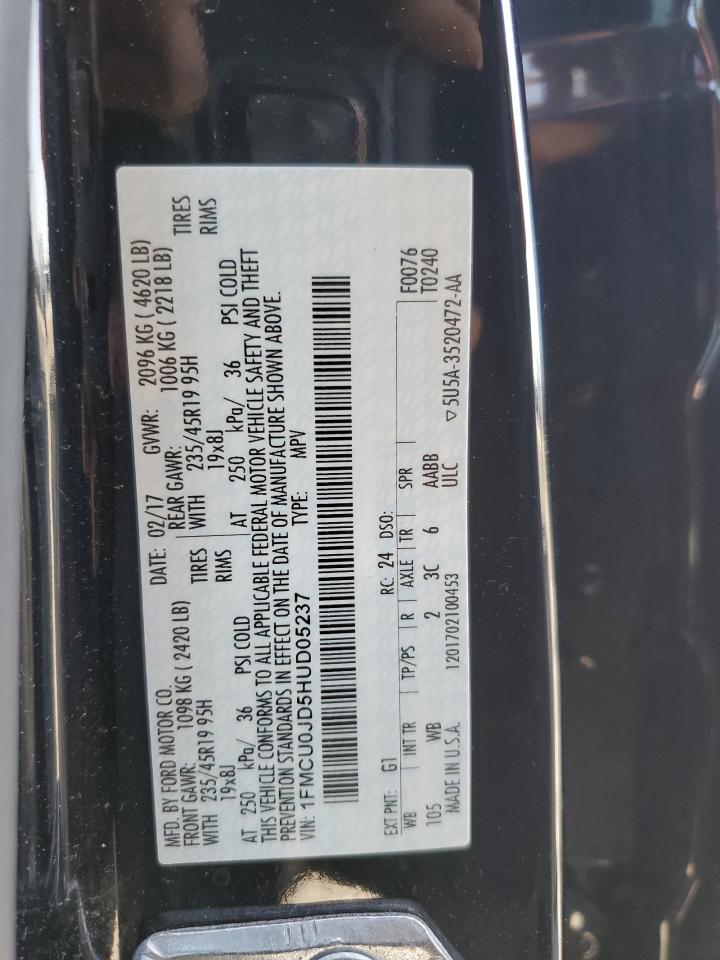 MFD. BY FORD MOTOR CO. DATE: 02/17 GVWR: 2096 KG ( 4620 LB)
FRONT GAWR: 1098 KG ( 2420 LB) REAR GAWR: 1006 KG ( 2218 LB)
WITH 235/45R19 95H TIRES WITH 235/45R19 95H TIRES
19x8J RIMS 19x8J RIMS
AT 250 kPa/ 36 PSI COLD AT 250 kPa/ 36 PSI COLD
THIS VEHICLE CONFORMS TO ALL APPLICABLE FEDERAL MOTOR VEHICLE SAFETY AND THEFT
PREVENTION STANDARDS IN EFFECT ON THE DATE OF MANUFACTURE SHOWN ABOVE.
VIN: 1FMCU0JD5HUD05237 TYPE: MPV
EXT PNT: G1 RC: 24 DSO: F0076
WB INT TR TP/PS R AXLE TR SPR T0240
105 WB 2 3C 6 AABB
MADE IN U.S.A. 1201702100453 ULC ▽5U5A-3520472-AA